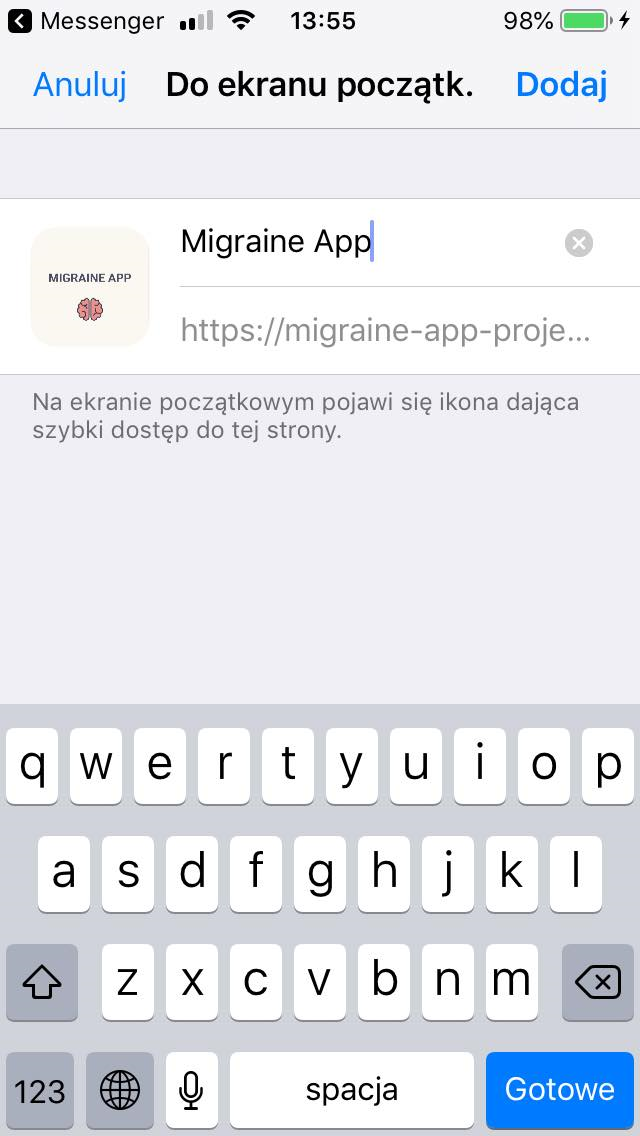 Messenger 13:55 98%
Anuluj Do ekranu początk. Dodaj
MIGRAINE APP
Migraine App
https://migraine-app-proje...
Na ekranie początkowym pojawi się ikona dająca
szybki dostęp do tej strony.
q w e r t y u i o p
a s d f g h j k l
z x c v b n m
123 spacja Gotowe